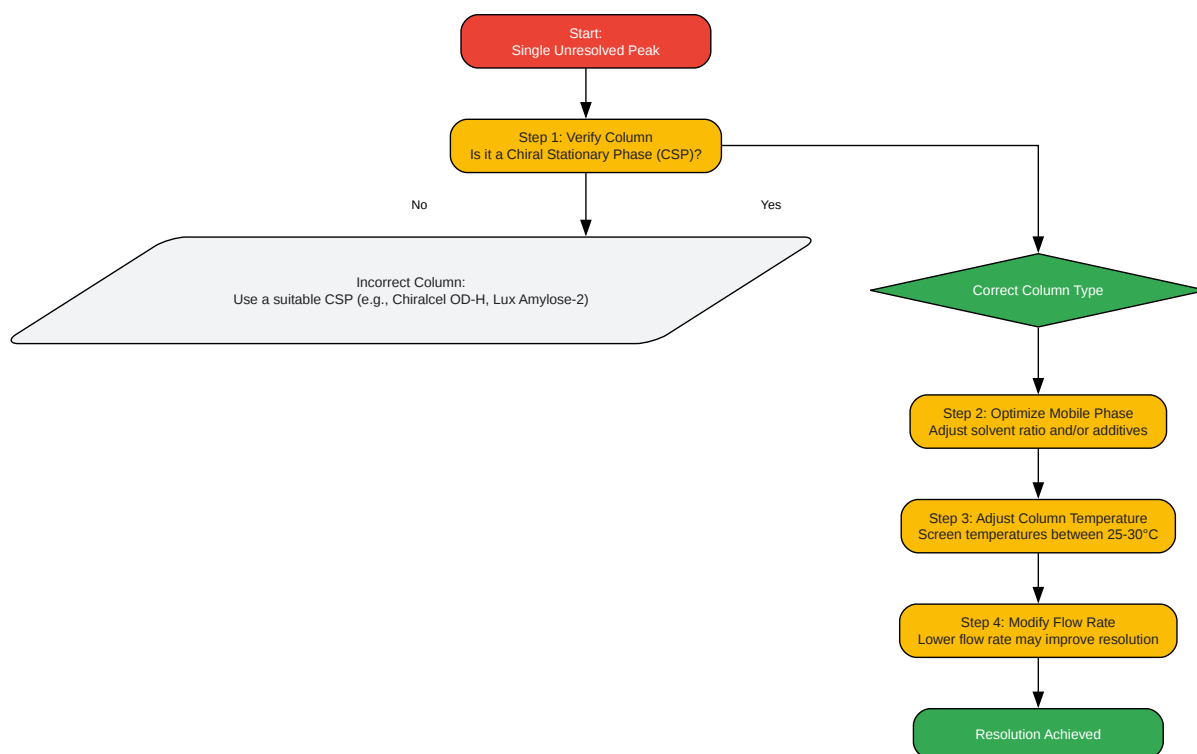 Start:
Single Unresolved Peak
Step 1: Verify Column
Is it a Chiral Stationary Phase (CSP)?
No
Yes
Incorrect Column:
Use a suitable CSP (e.g., Chiralcel OD-H, Lux Amylose-2)
Correct Column Type
Step 2: Optimize Mobile Phase
Adjust solvent ratio and/or additives
Step 3: Adjust Column Temperature
Screen temperatures between 25-30°C
Step 4: Modify Flow Rate
Lower flow rate may improve resolution
Resolution Achieved